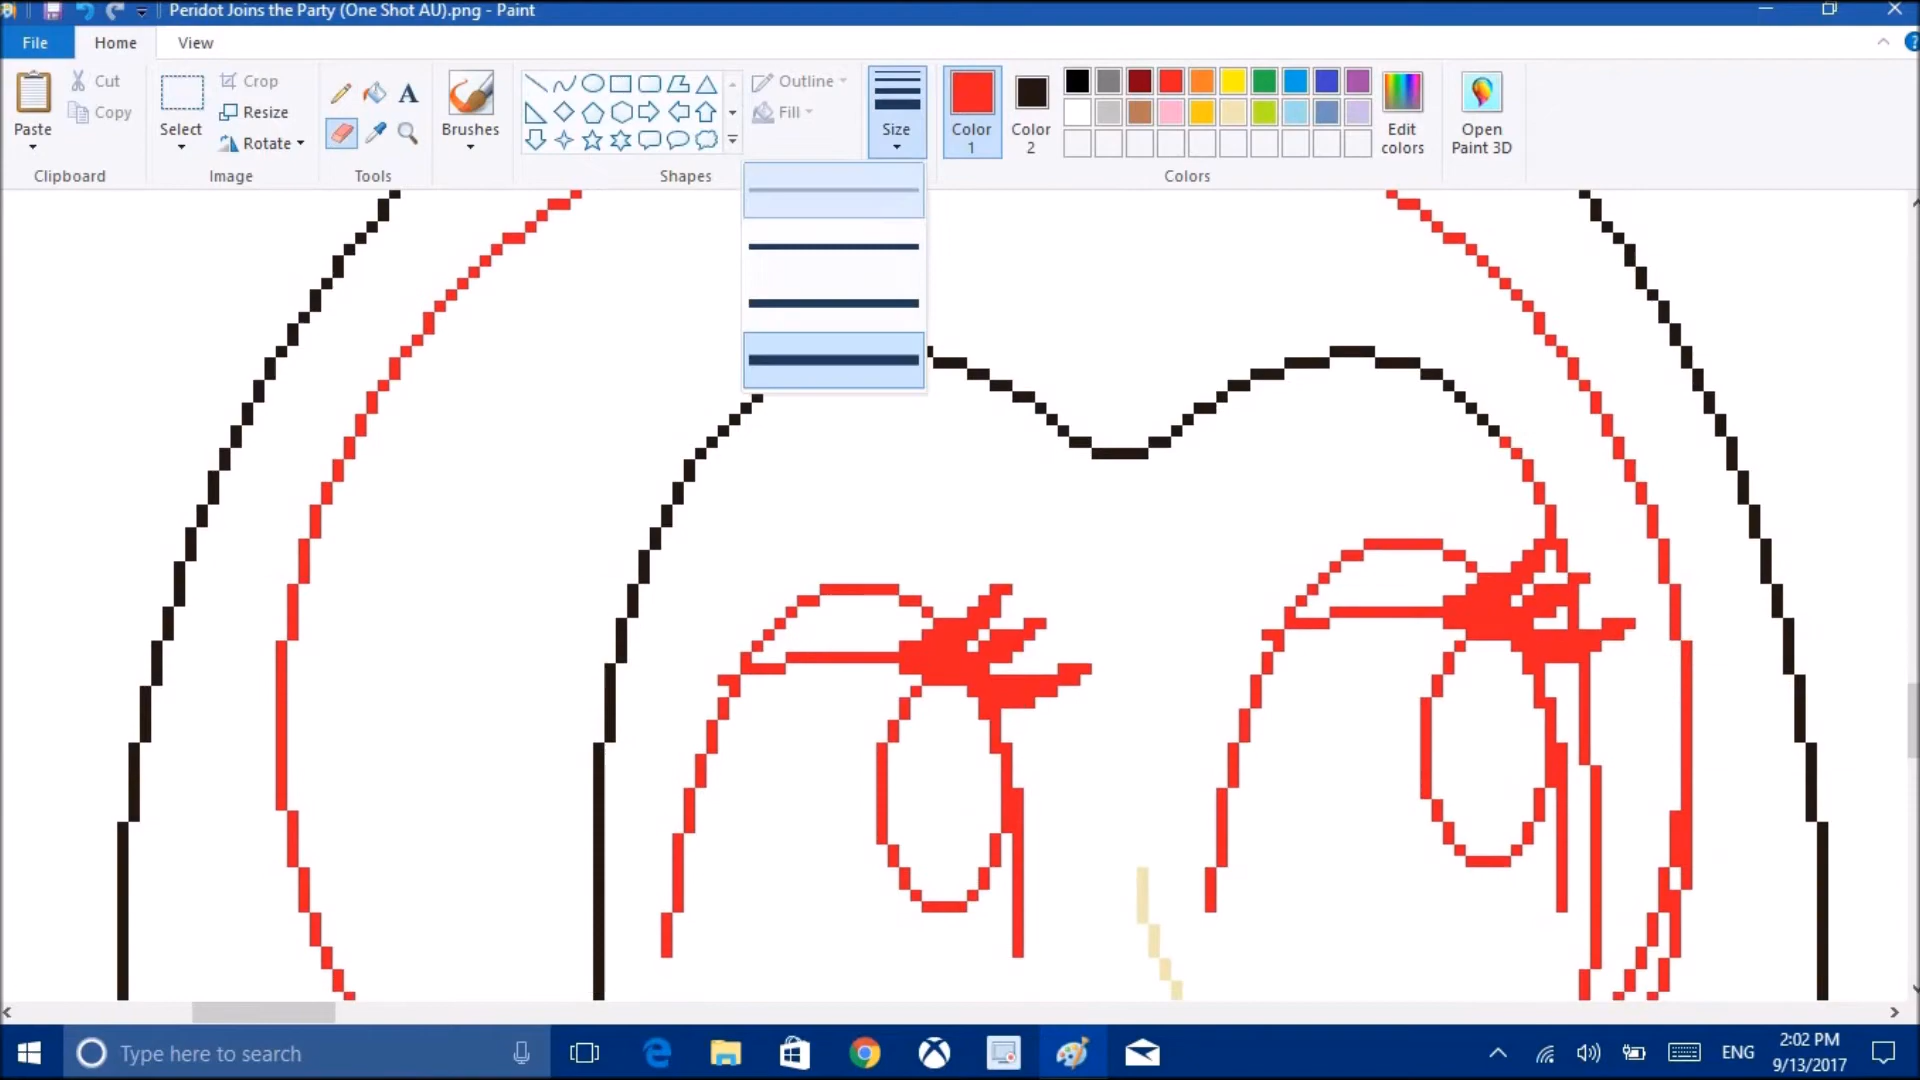 Peridot Joins the Party (One Shot AU).png - Paint
File Home View
Cut
Copy
Paste
Clipboard
Crop
Resize
Rotate
Select
Image
A
Tools
Brushes
Shapes
Outline
Fill
Size
Color 1
Color 2
Edit colors
Open Paint 3D
Colors
Type here to search
ENG
2:02 PM
9/13/2017